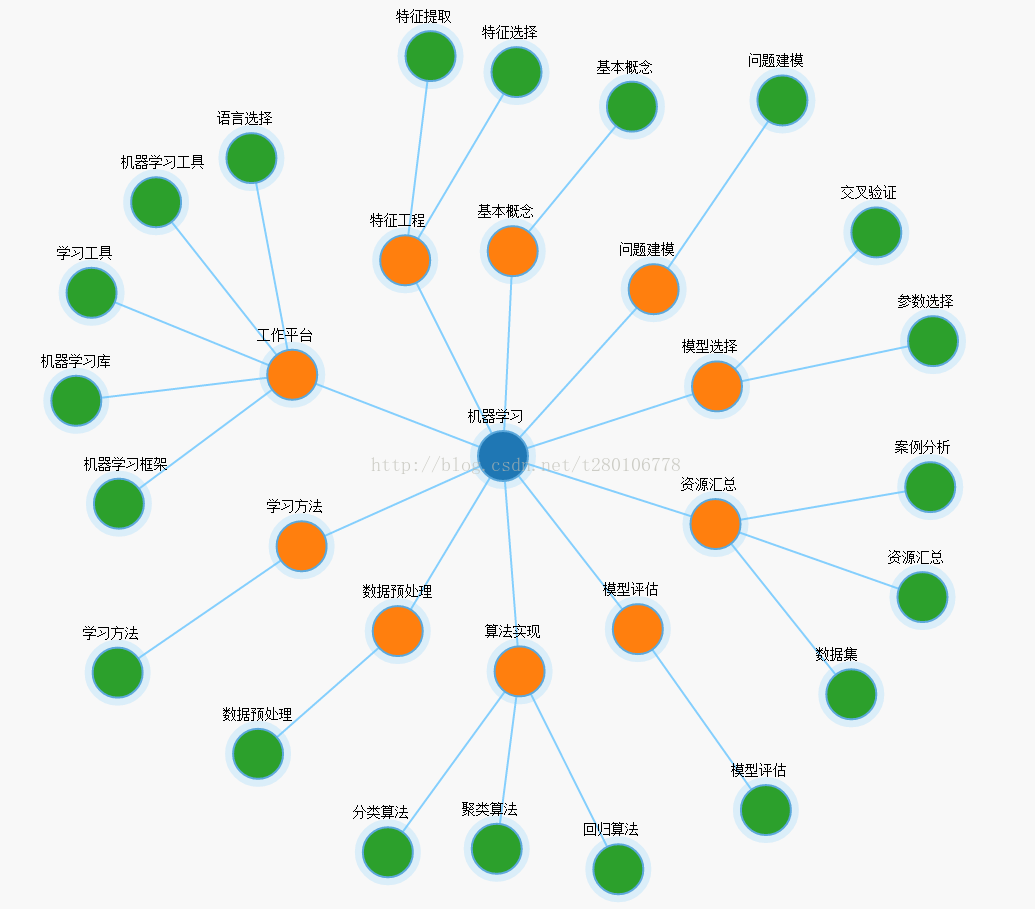 特征提取
特征选择
基本概念
问题建模
语言选择
机器学习工具
交叉验证
特征工程
基本概念
问题建模
学习工具
参数选择
工作平台
模型选择
机器学习库
机器学习
案例分析
机器学习框架
http://blog.csdn.net/t280106778
资源汇总
学习方法
资源汇总
数据预处理
模型评估
算法实现
学习方法
数据集
数据预处理
模型评估
分类算法
聚类算法
回归算法